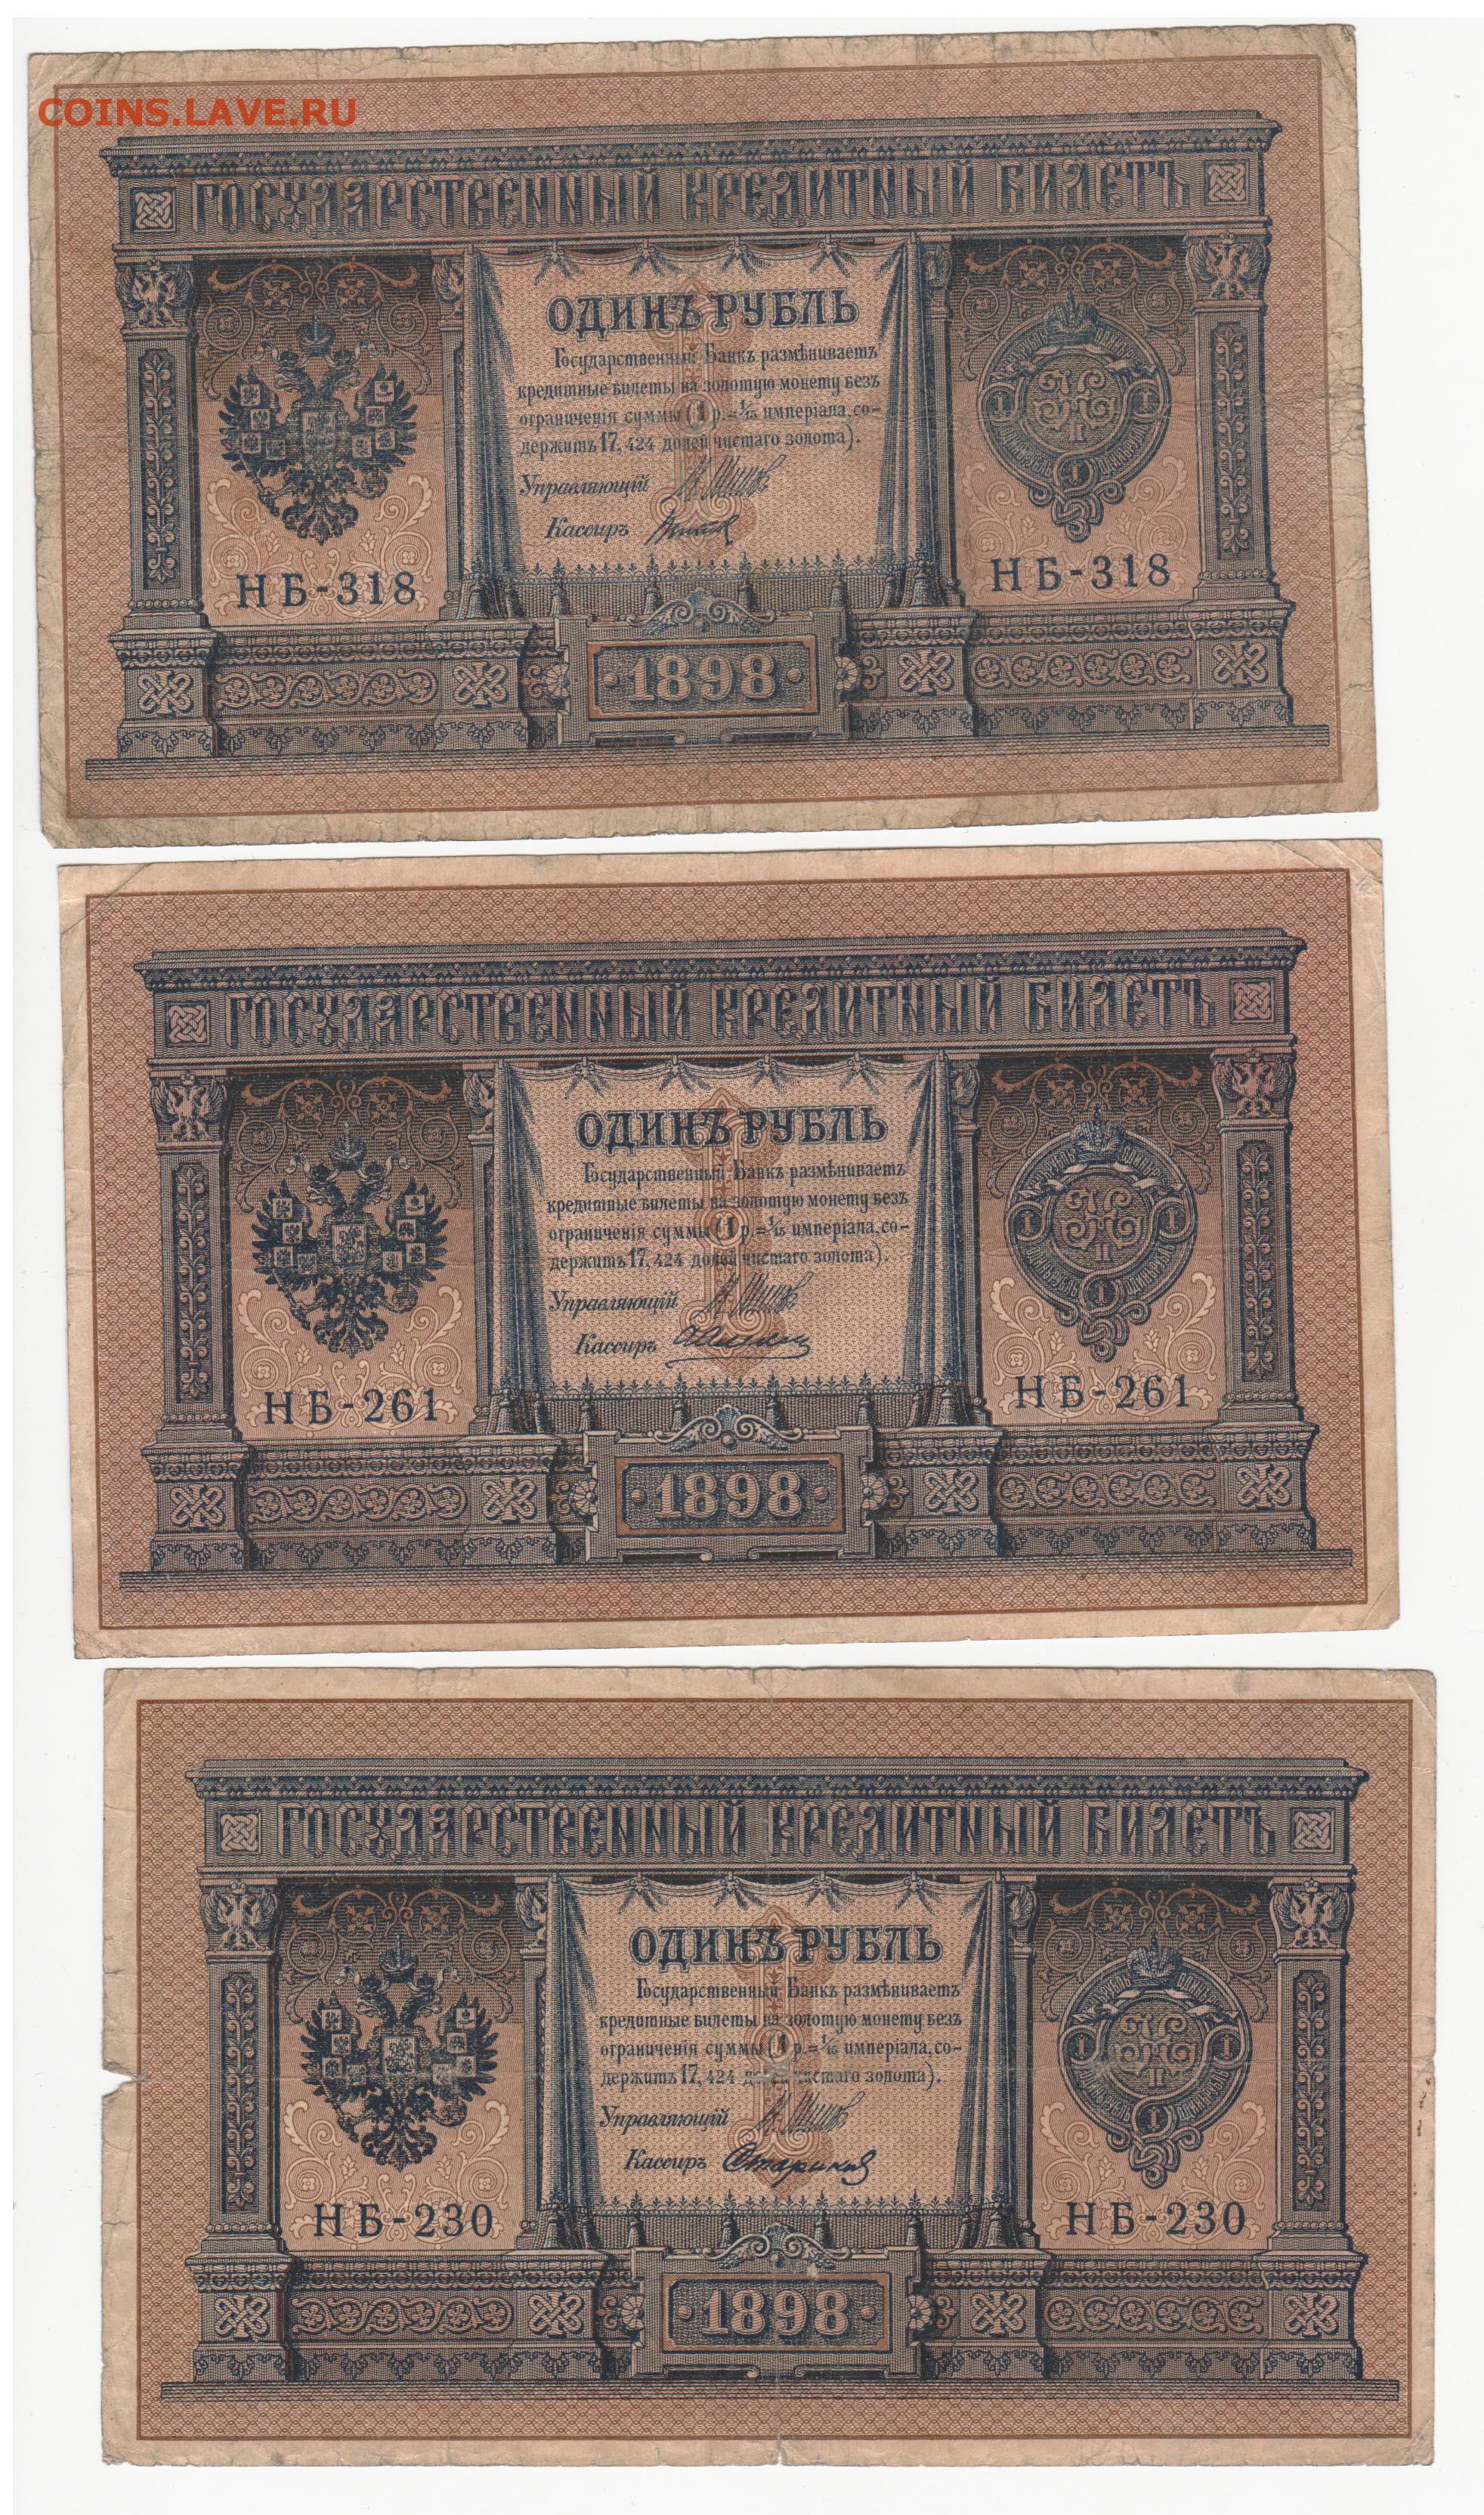 COINS.LAVE.RU
ГОСУДАРСТВЕННЫЙ КРЕДИТНЫЙ БИЛЕТЪ
ОДИНЪ РУБЛЬ
Государственный Банкъ размѣниваетъ
кредитные билеты на золотую монету безъ
ограниченія суммы (1 р.=1/15 имперіала, со-
держитъ 17,424 долей чистаго золота).
Управляющій
Кассиръ
НБ-318 НБ-318
1898
ГОСУДАРСТВЕННЫЙ КРЕДИТНЫЙ БИЛЕТЪ
ОДИНЪ РУБЛЬ
Государственный Банкъ размѣниваетъ
кредитные билеты на золотую монету безъ
ограниченія суммы (1 р.=1/15 имперіала, со-
держитъ 17,424 долей чистаго золота).
Управляющій
Кассиръ
НБ-261 НБ-261
1898
ГОСУДАРСТВЕННЫЙ КРЕДИТНЫЙ БИЛЕТЪ
ОДИНЪ РУБЛЬ
Государственный Банкъ размѣниваетъ
кредитные билеты на золотую монету безъ
ограниченія суммы (1 р.=1/15 имперіала, со-
держитъ 17,424 долей чистаго золота).
Управляющій
Кассиръ Стариков
НБ-230 НБ-230
1898